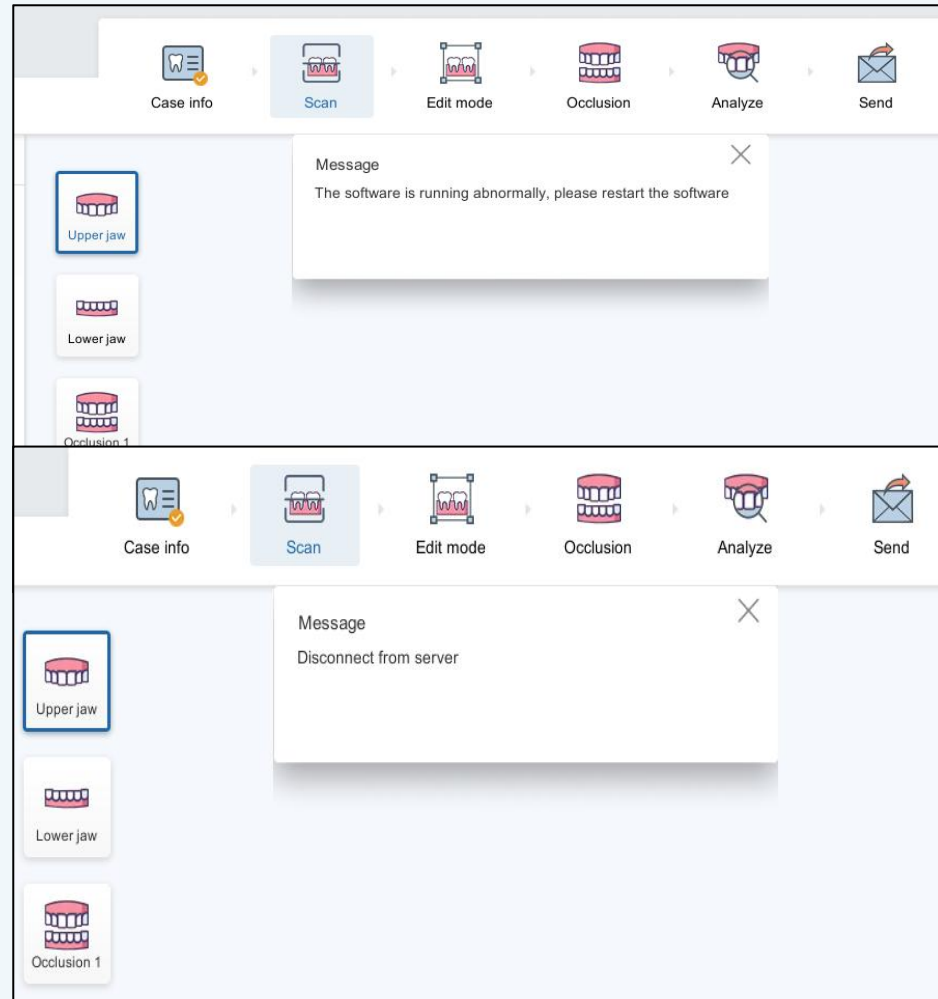 Case info
Scan
Edit mode
Occlusion
Analyze
Send
Message
The software is running abnormally, please restart the software
Upper jaw
Lower jaw
Occlusion 1
Case info
Scan
Edit mode
Occlusion
Analyze
Send
Message
Disconnect from server
Upper jaw
Lower jaw
Occlusion 1